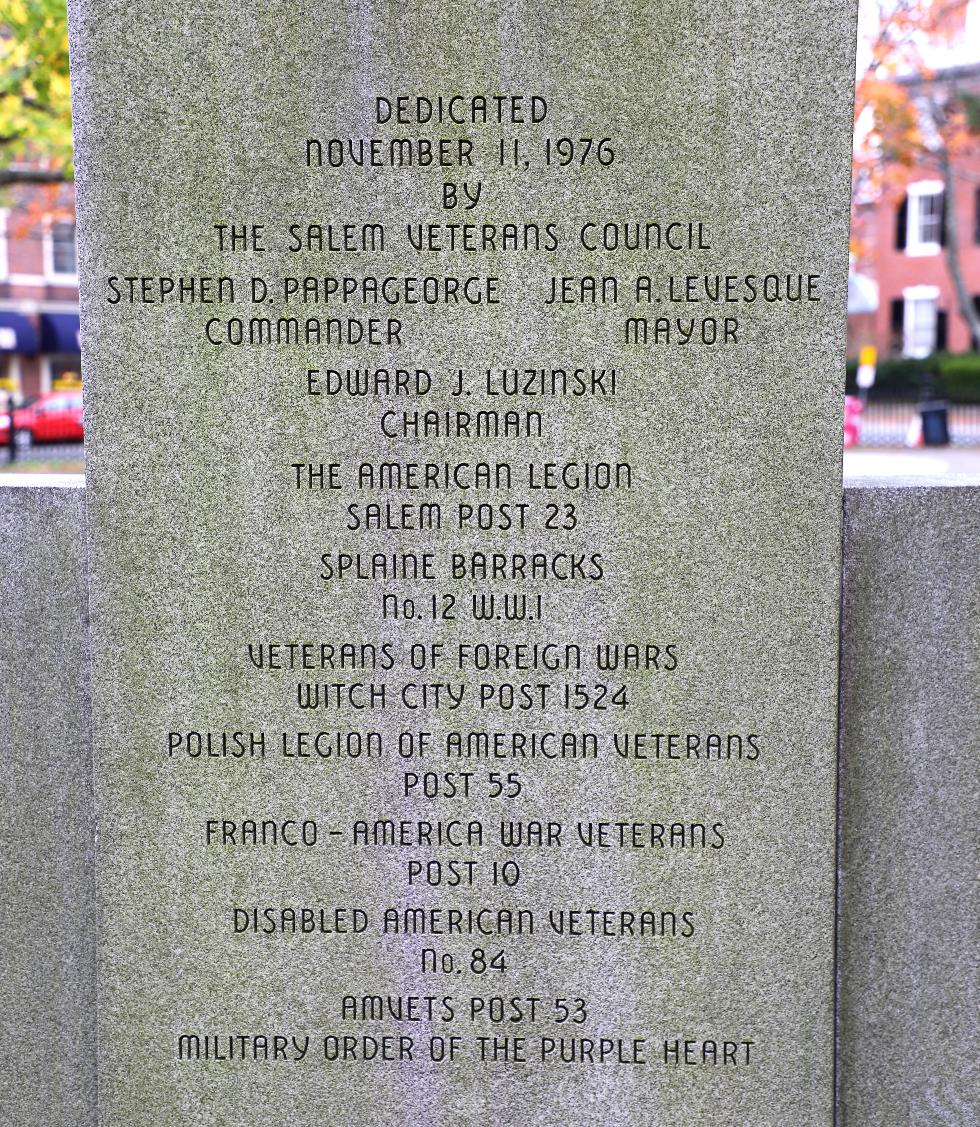 DEDICATED
NOVEMBER 11, 1976
BY
THE SALEM VETERANS COUNCIL
STEPHEN D. PAPPAGEORGE JEAN A. LEVESQUE
COMMANDER MAYOR
EDWARD J. LUZINSKI
CHAIRMAN
THE AMERICAN LEGION
SALEM POST 23
SPLAINE BARRACKS
No. 12 W.W.I
VETERANS OF FOREIGN WARS
WITCH CITY POST 1524
POLISH LEGION OF AMERICAN VETERANS
POST 55
FRANCO - AMERICA WAR VETERANS
POST 10
DISABLED AMERICAN VETERANS
No. 84
AMVETS POST 53
MILITARY ORDER OF THE PURPLE HEART